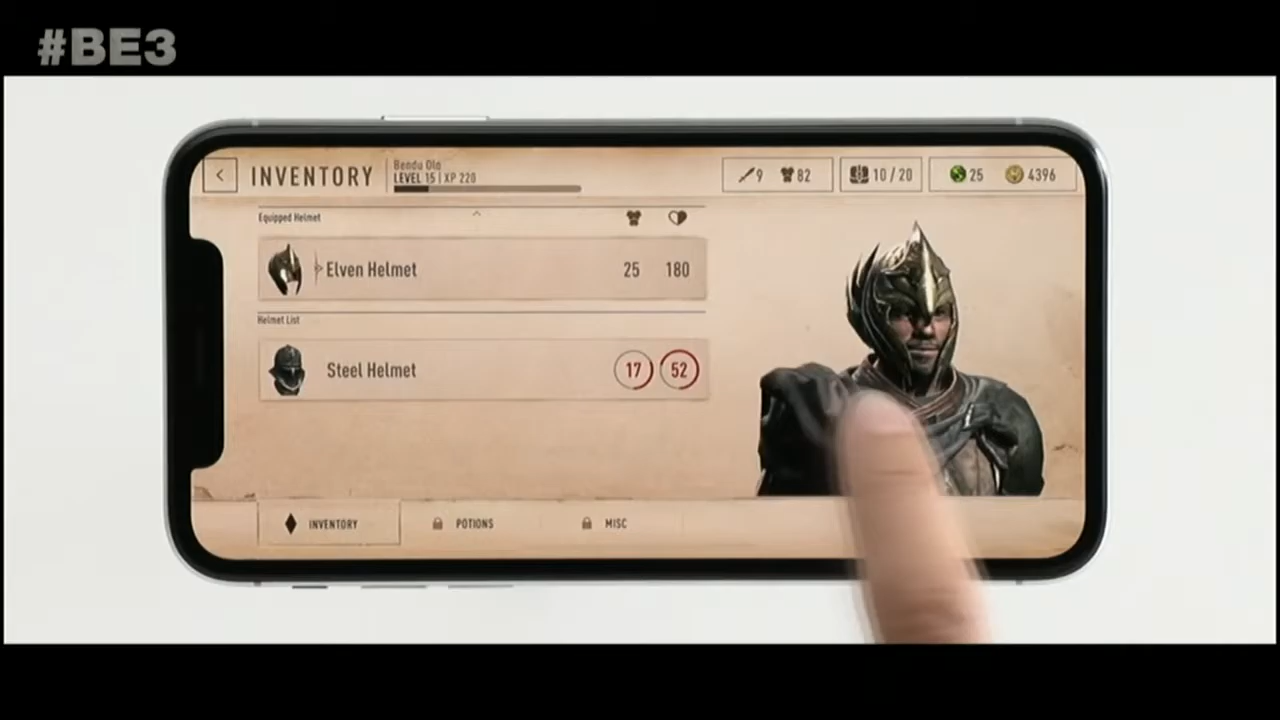 #BE3
INVENTORY
Bendu Olo
LEVEL 15 | XP 220
9 82
10 / 20
25 4396
Equipped Helmet
Elven Helmet 25 180
Helmet List
Steel Helmet 17 52
INVENTORY POTIONS MISC